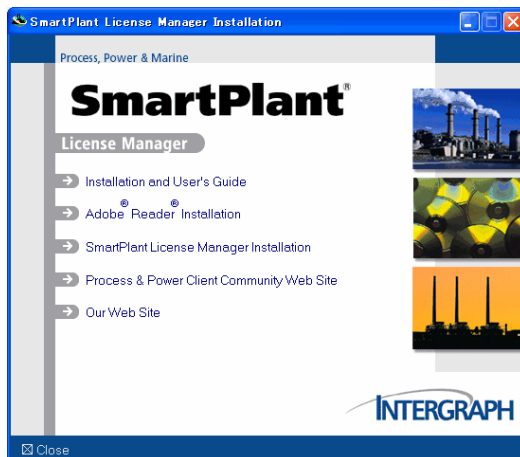 SmartPlant License Manager Installation
Process, Power & Marine
SmartPlant®
License Manager
Installation and User's Guide
Adobe® Reader® Installation
SmartPlant License Manager Installation
Process & Power Client Community Web Site
Our Web Site
INTERGRAPH
Close